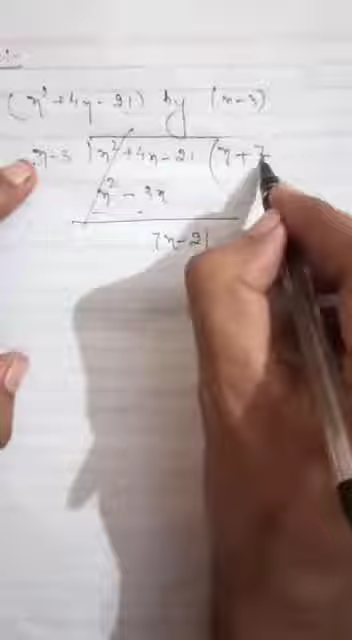 (x²+4x-21) by (x-3)
x-3 ) x²+4x-21 ( x+7
x² - 3x
7x-21